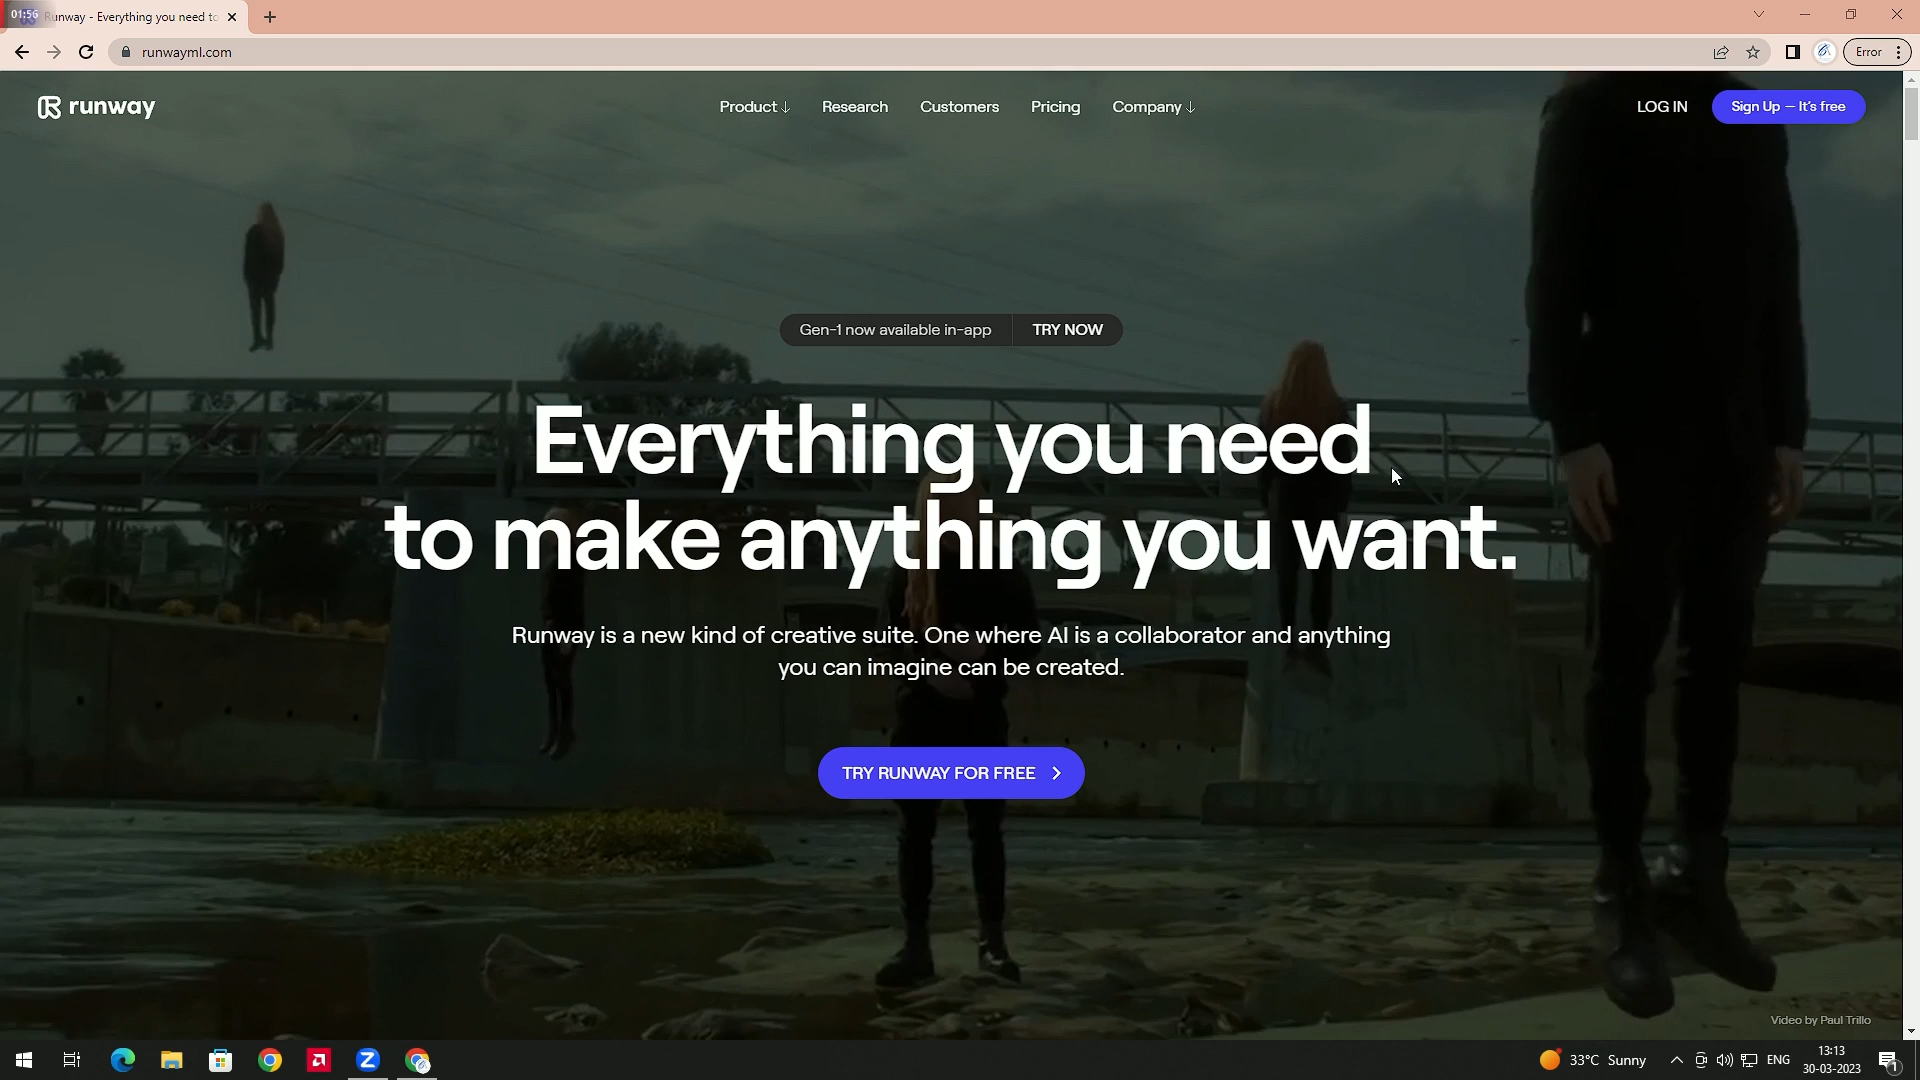 01:56
Runway - Everything you need to
runwayml.com
Error
runway
Product↓
Research
Customers
Pricing
Company↓
LOG IN
Sign Up — It's free
Gen-1 now available in-app
TRY NOW
Everything you need
to make anything you want.
Runway is a new kind of creative suite. One where AI is a collaborator and anything
you can imagine can be created.
TRY RUNWAY FOR FREE
Video by Paul Trillo
33°C Sunny
ENG
13:13
30-03-2023
1